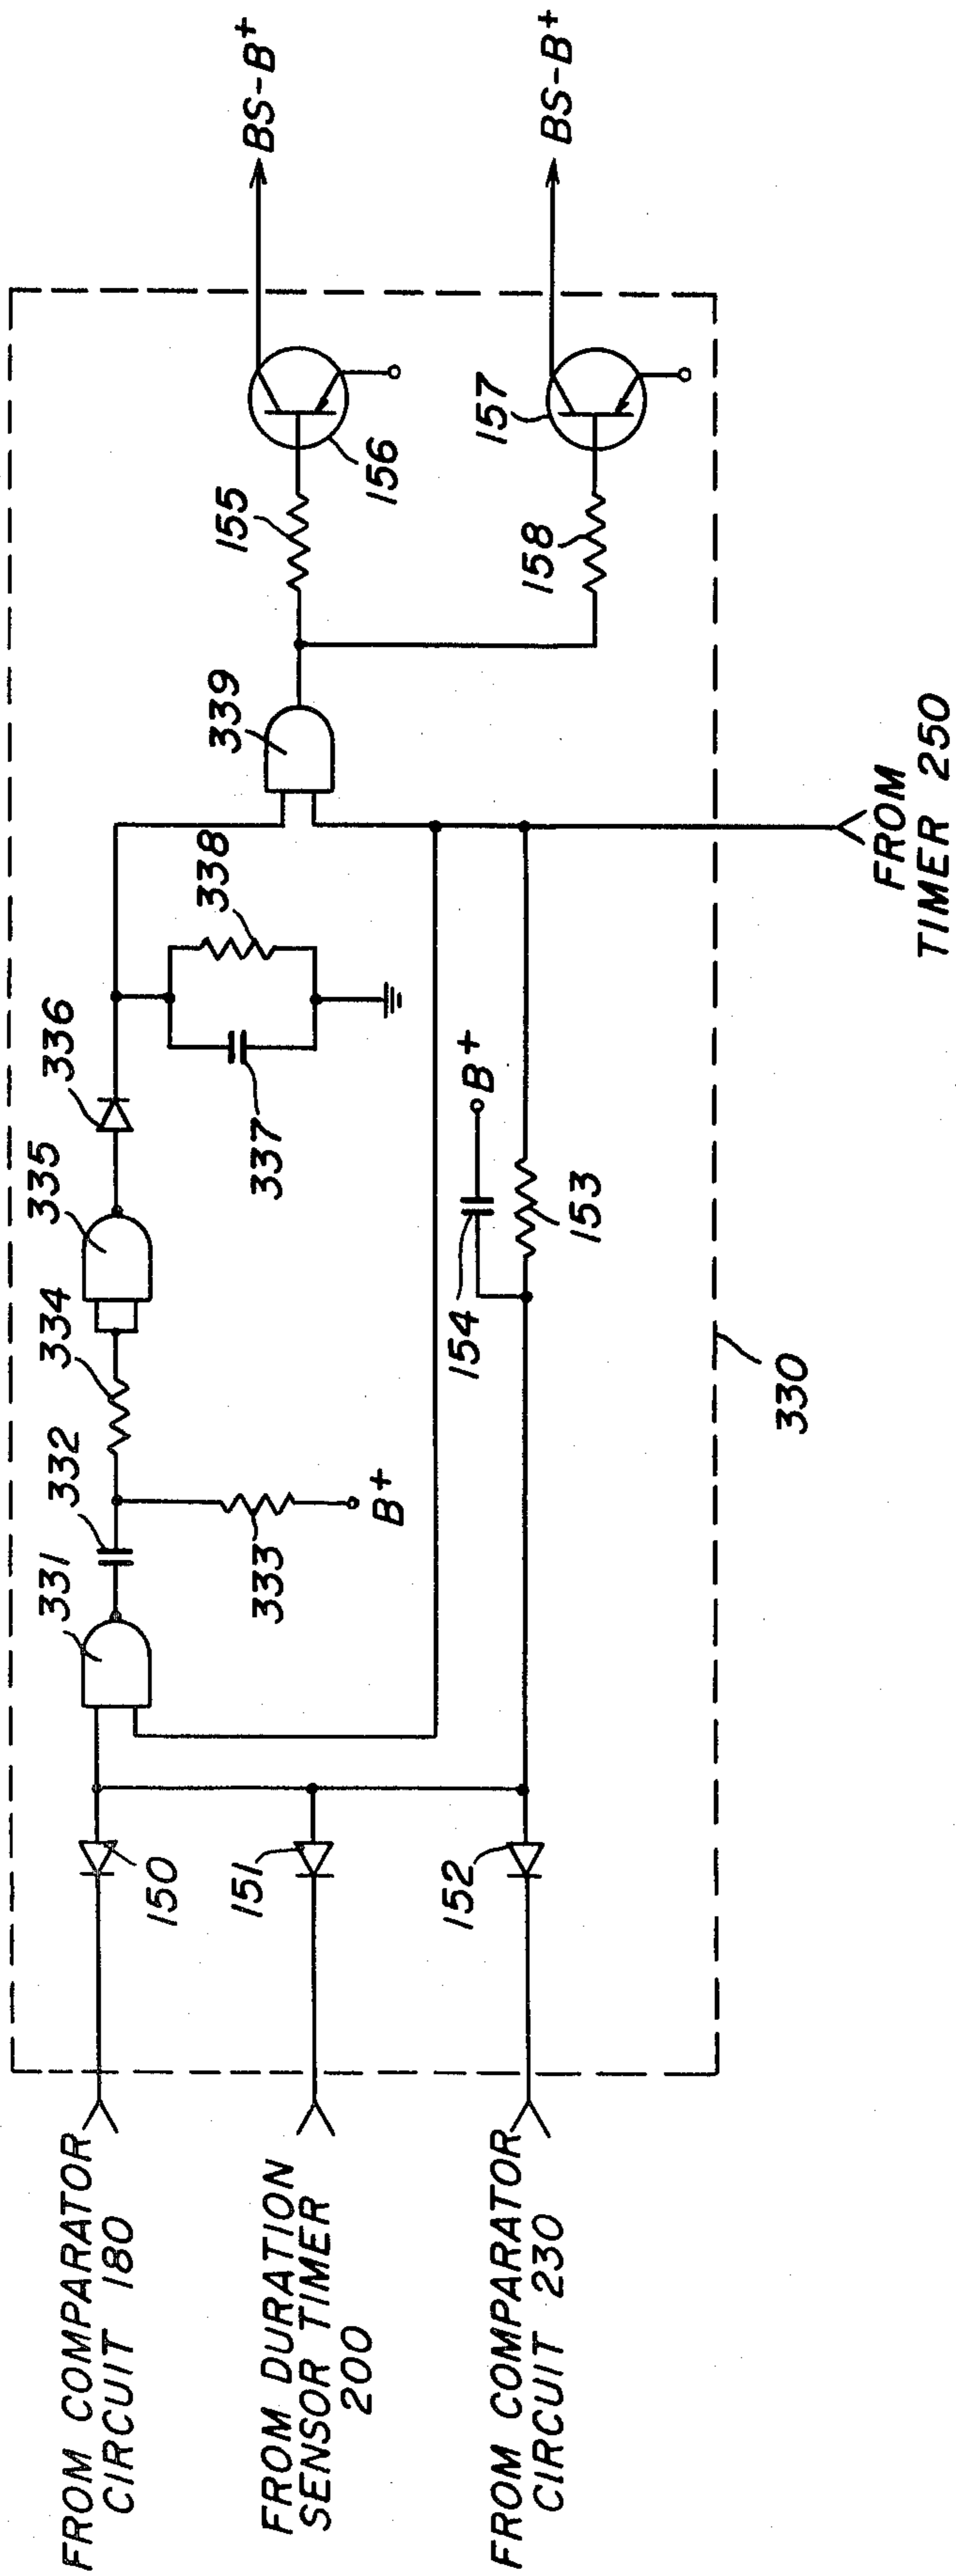 FROM COMPARATOR
CIRCUIT 180
FROM DURATION
SENSOR TIMER
200
FROM COMPARATOR
CIRCUIT 230
150
151
152
331
332
333
B+
334
335
336
337
338
339
154
B+
153
155
156
157
158
BS-B+
BS-B+
330
FROM
TIMER 250